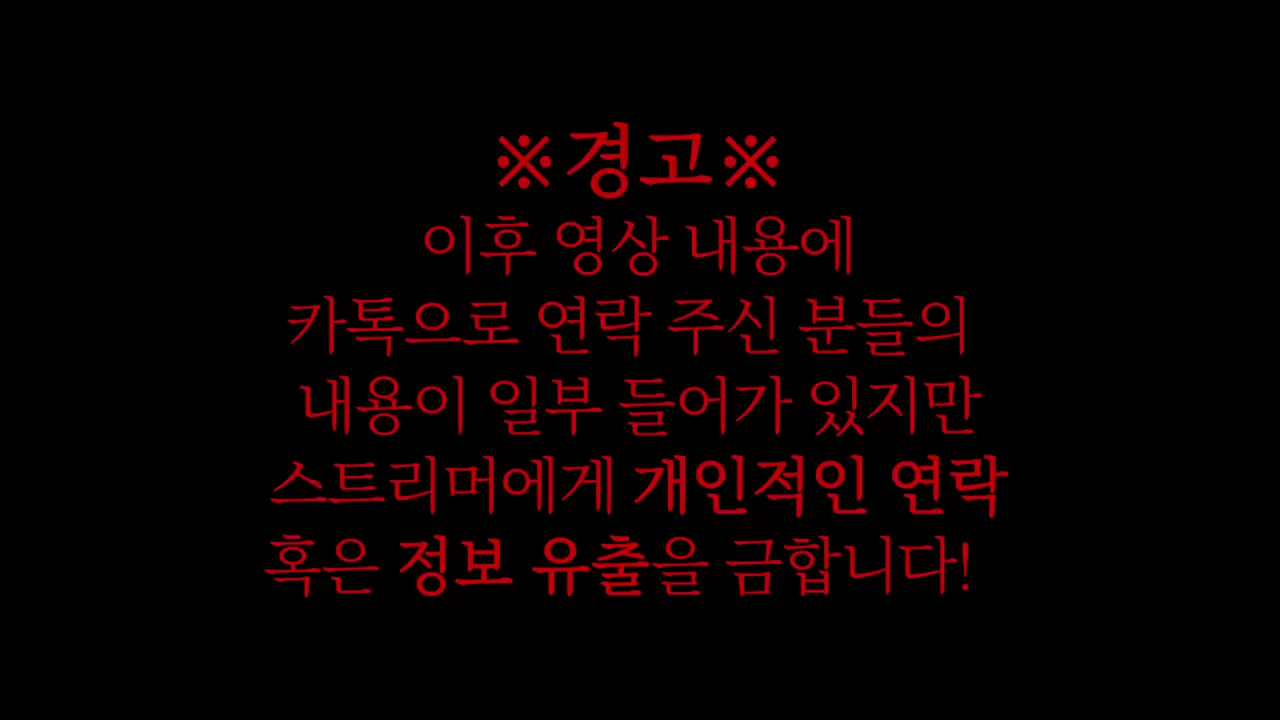 ※경고※
이후 영상 내용에
카톡으로 연락 주신 분들의
내용이 일부 들어가 있지만
스트리머에게 개인적인 연락
혹은 정보 유출을 금합니다!